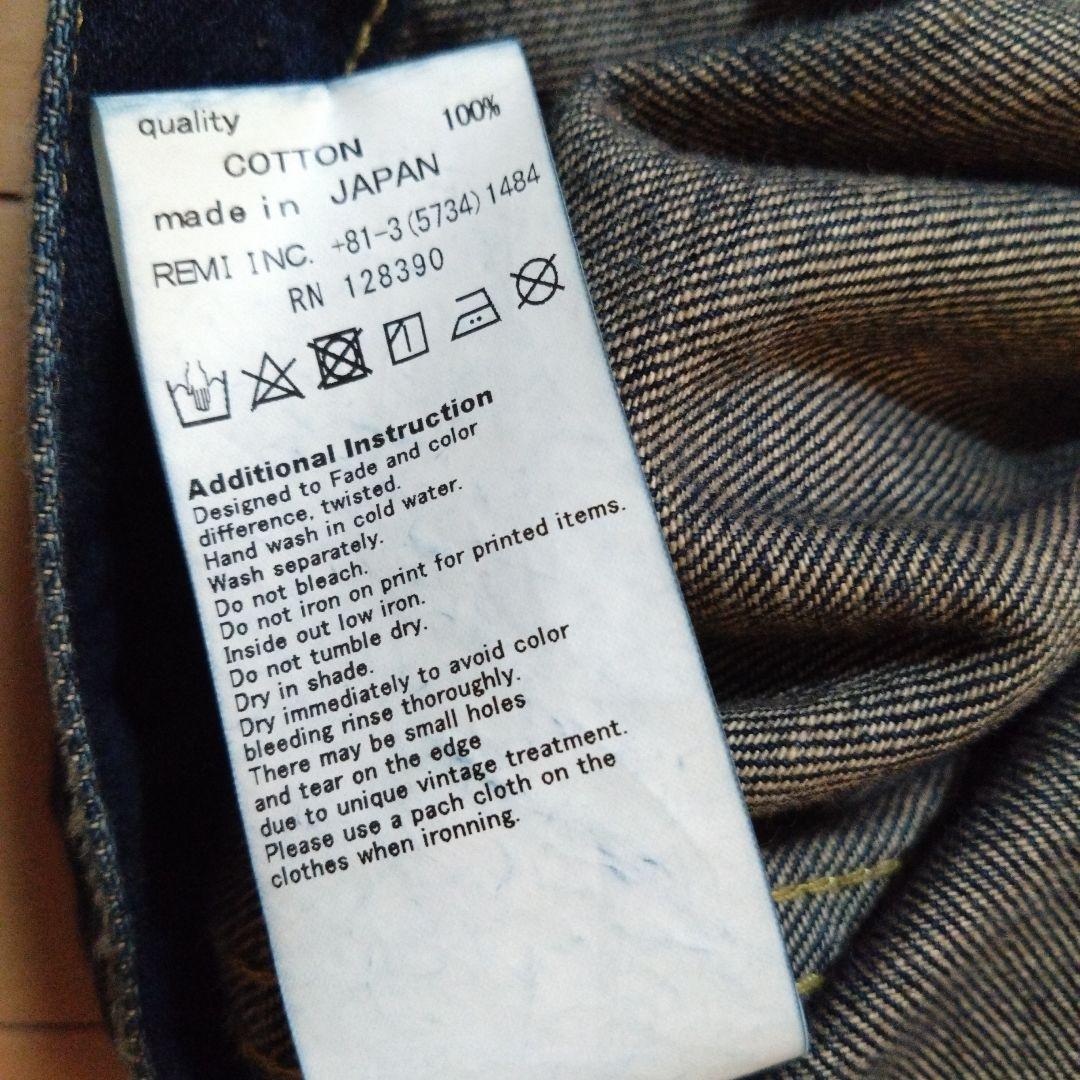 quality
COTTON 100%
made in JAPAN
REMI INC. +81-3(5734)1484
RN 128390
Additional Instruction
Designed to Fade and color
difference, twisted.
Hand wash in cold water.
Wash separately.
Do not bleach.
Do not iron on print for printed items.
Inside out low iron.
Do not tumble dry.
Dry in shade.
Dry immediately to avoid color
bleeding rinse thoroughly.
There may be small holes
and tear on the edge
due to unique vintage treatment.
Please use a pach cloth on the
clothes when ironning.